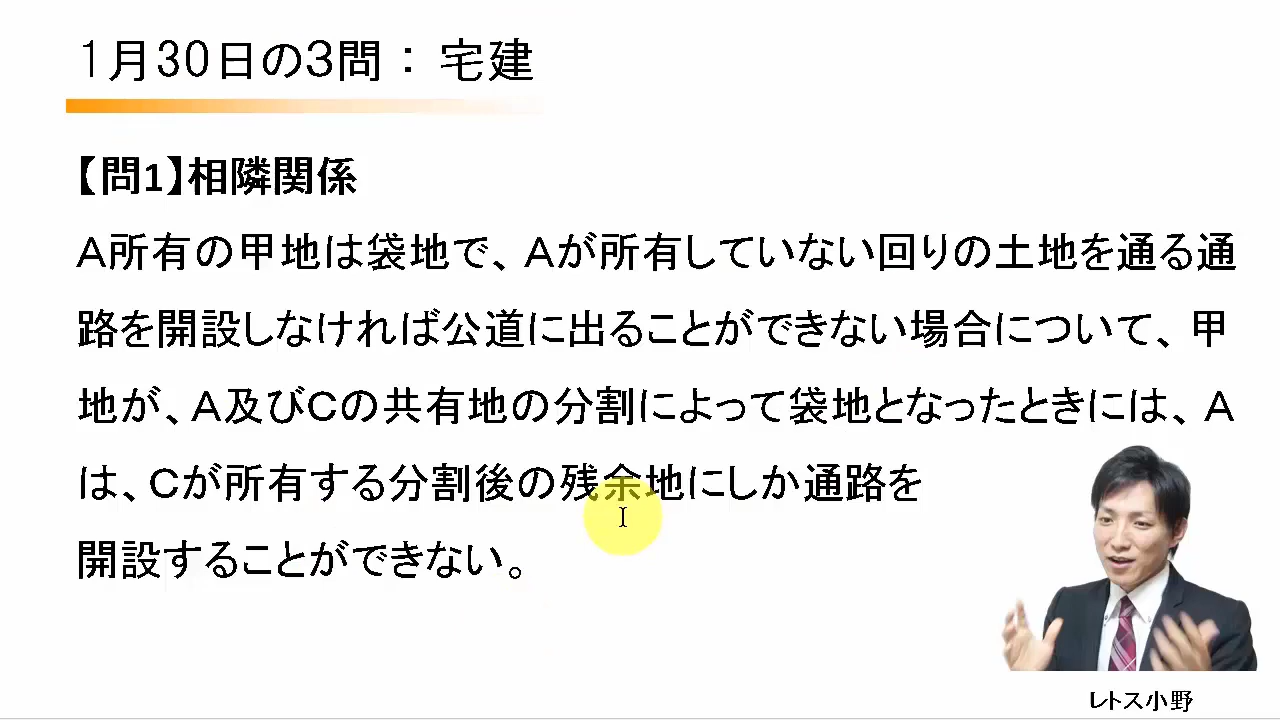 1月30日の3問：宅建
【問1】相隣関係
Ａ所有の甲地は袋地で、Ａが所有していない回りの土地を通る通
路を開設しなければ公道に出ることができない場合について、甲
地が、Ａ及びＣの共有地の分割によって袋地となったときには、Ａ
は、Ｃが所有する分割後の残余地にしか通路を
開設することができない。
レトス小野